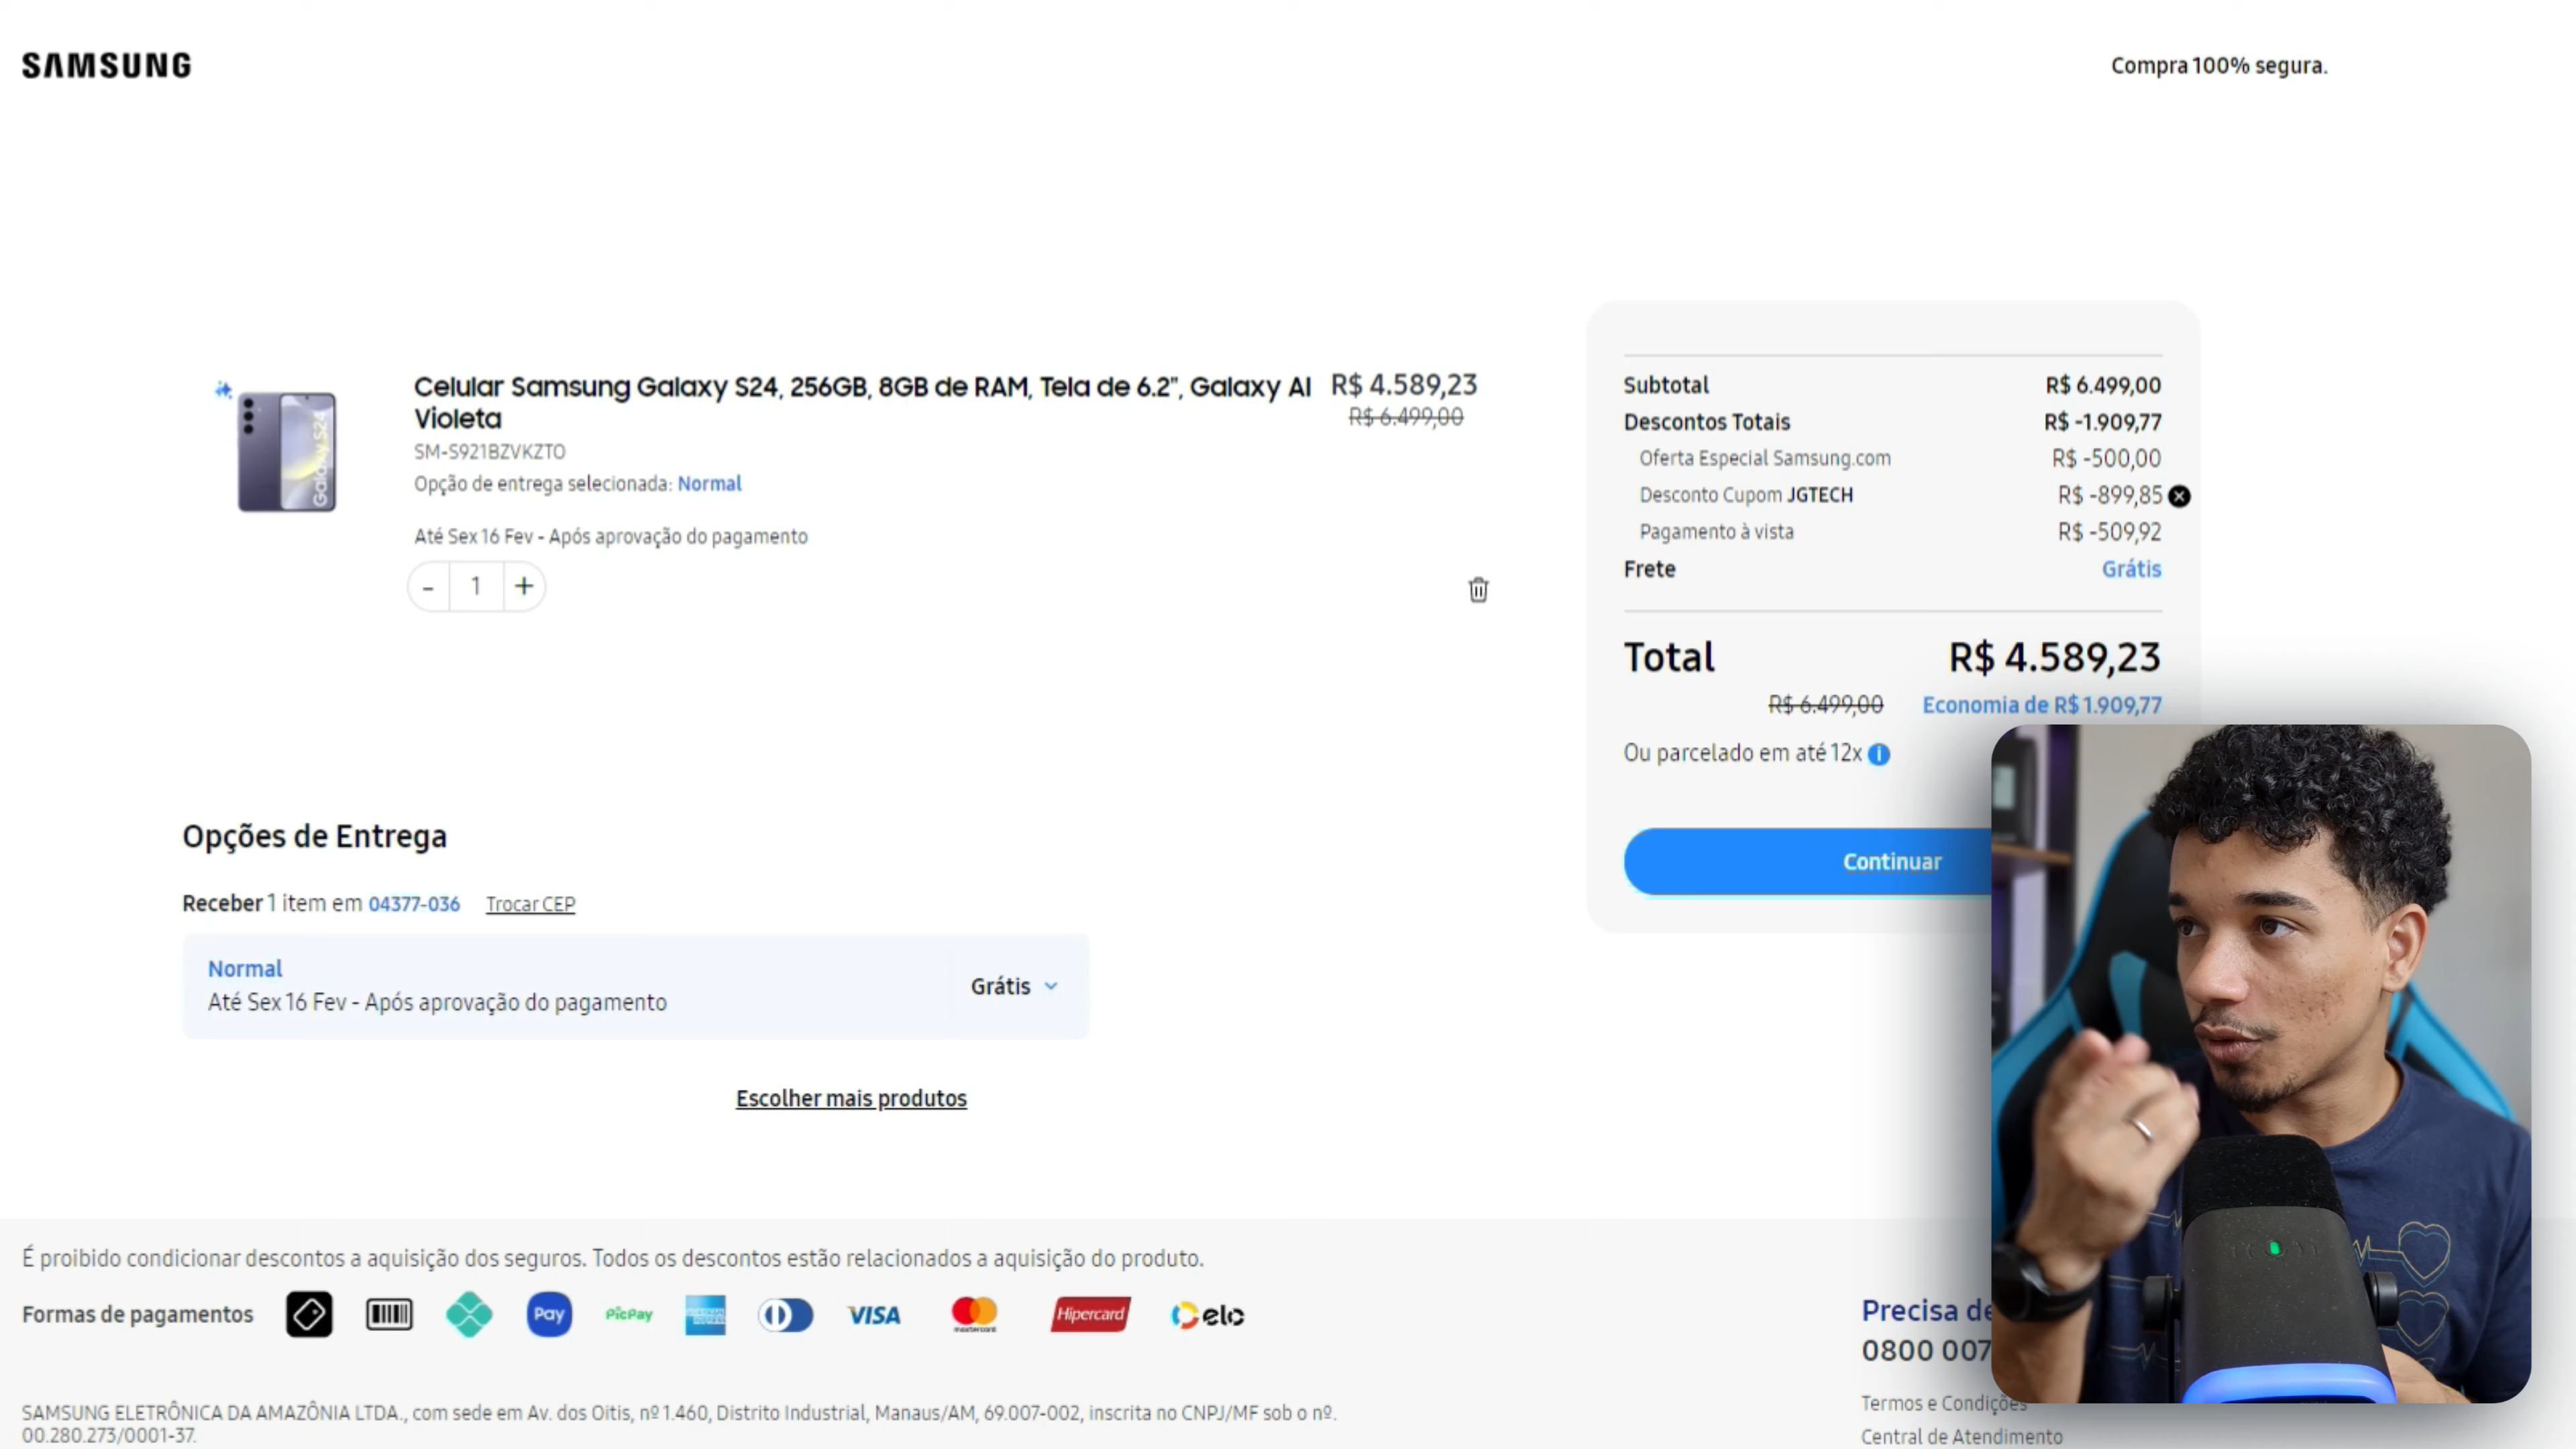 SAMSUNG
Compra 100% segura.
Celular Samsung Galaxy S24, 256GB, 8GB de RAM, Tela de 6.2", Galaxy AI
Violeta
R$ 4.589,23
R$ 6.499,00
Galaxy S24
SM-S921BZVKZTO
Opção de entrega selecionada: Normal
Até Sex 16 Fev - Após aprovação do pagamento
- 1 +
Subtotal R$ 6.499,00
Descontos Totais R$ -1.909,77
Oferta Especial Samsung.com R$ -500,00
Desconto Cupom JGTECH R$ -899,85
Pagamento à vista R$ -509,92
Frete Grátis
Total R$ 4.589,23
R$ 6.499,00 Economia de R$ 1.909,77
Ou parcelado em até 12x i
Continuar
Opções de Entrega
Receber 1 item em 04377-036 Trocar CEP
Normal
Até Sex 16 Fev - Após aprovação do pagamento
Grátis
Escolher mais produtos
É proibido condicionar descontos a aquisição dos seguros. Todos os descontos estão relacionados a aquisição do produto.
Formas de pagamentos
Pay PicPay VISA mastercard Hipercard elo
Precisa de
0800 007
Termos e Condições
Central de Atendimento
SAMSUNG ELETRÔNICA DA AMAZÔNIA LTDA., com sede em Av. dos Oitis, nº 1.460, Distrito Industrial, Manaus/AM, 69.007-002, inscrita no CNPJ/MF sob o nº.
00.280.273/0001-37.